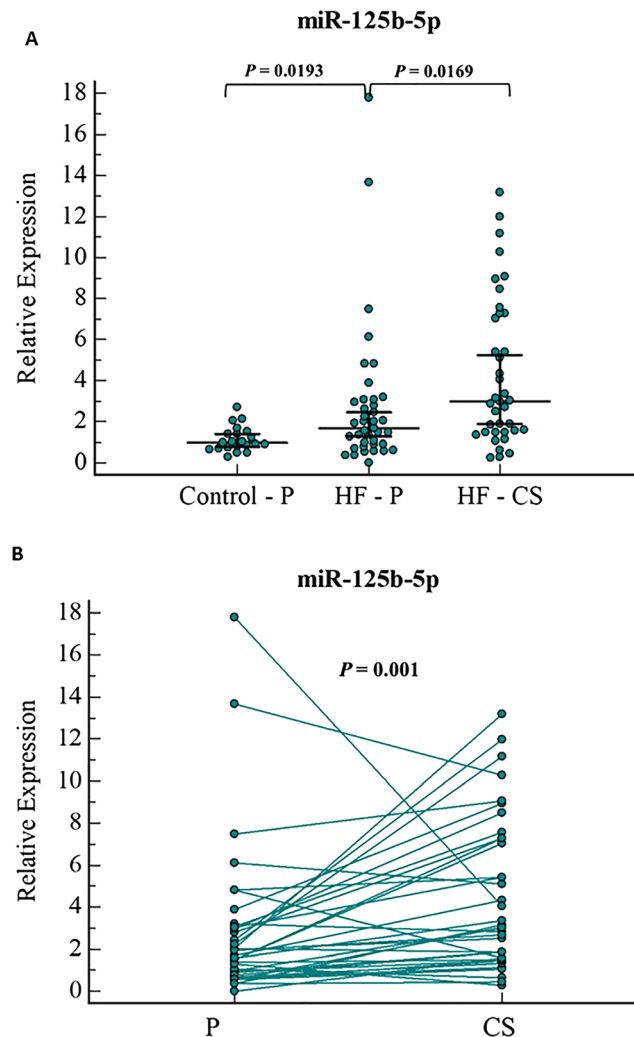 A
miR-125b-5p
P = 0.0193
P = 0.0169
18
16
14
12
10
8
6
4
2
0
Relative Expression
Control - P
HF - P
HF - CS
B
miR-125b-5p
P = 0.001
18
16
14
12
10
8
6
4
2
0
Relative Expression
P
CS